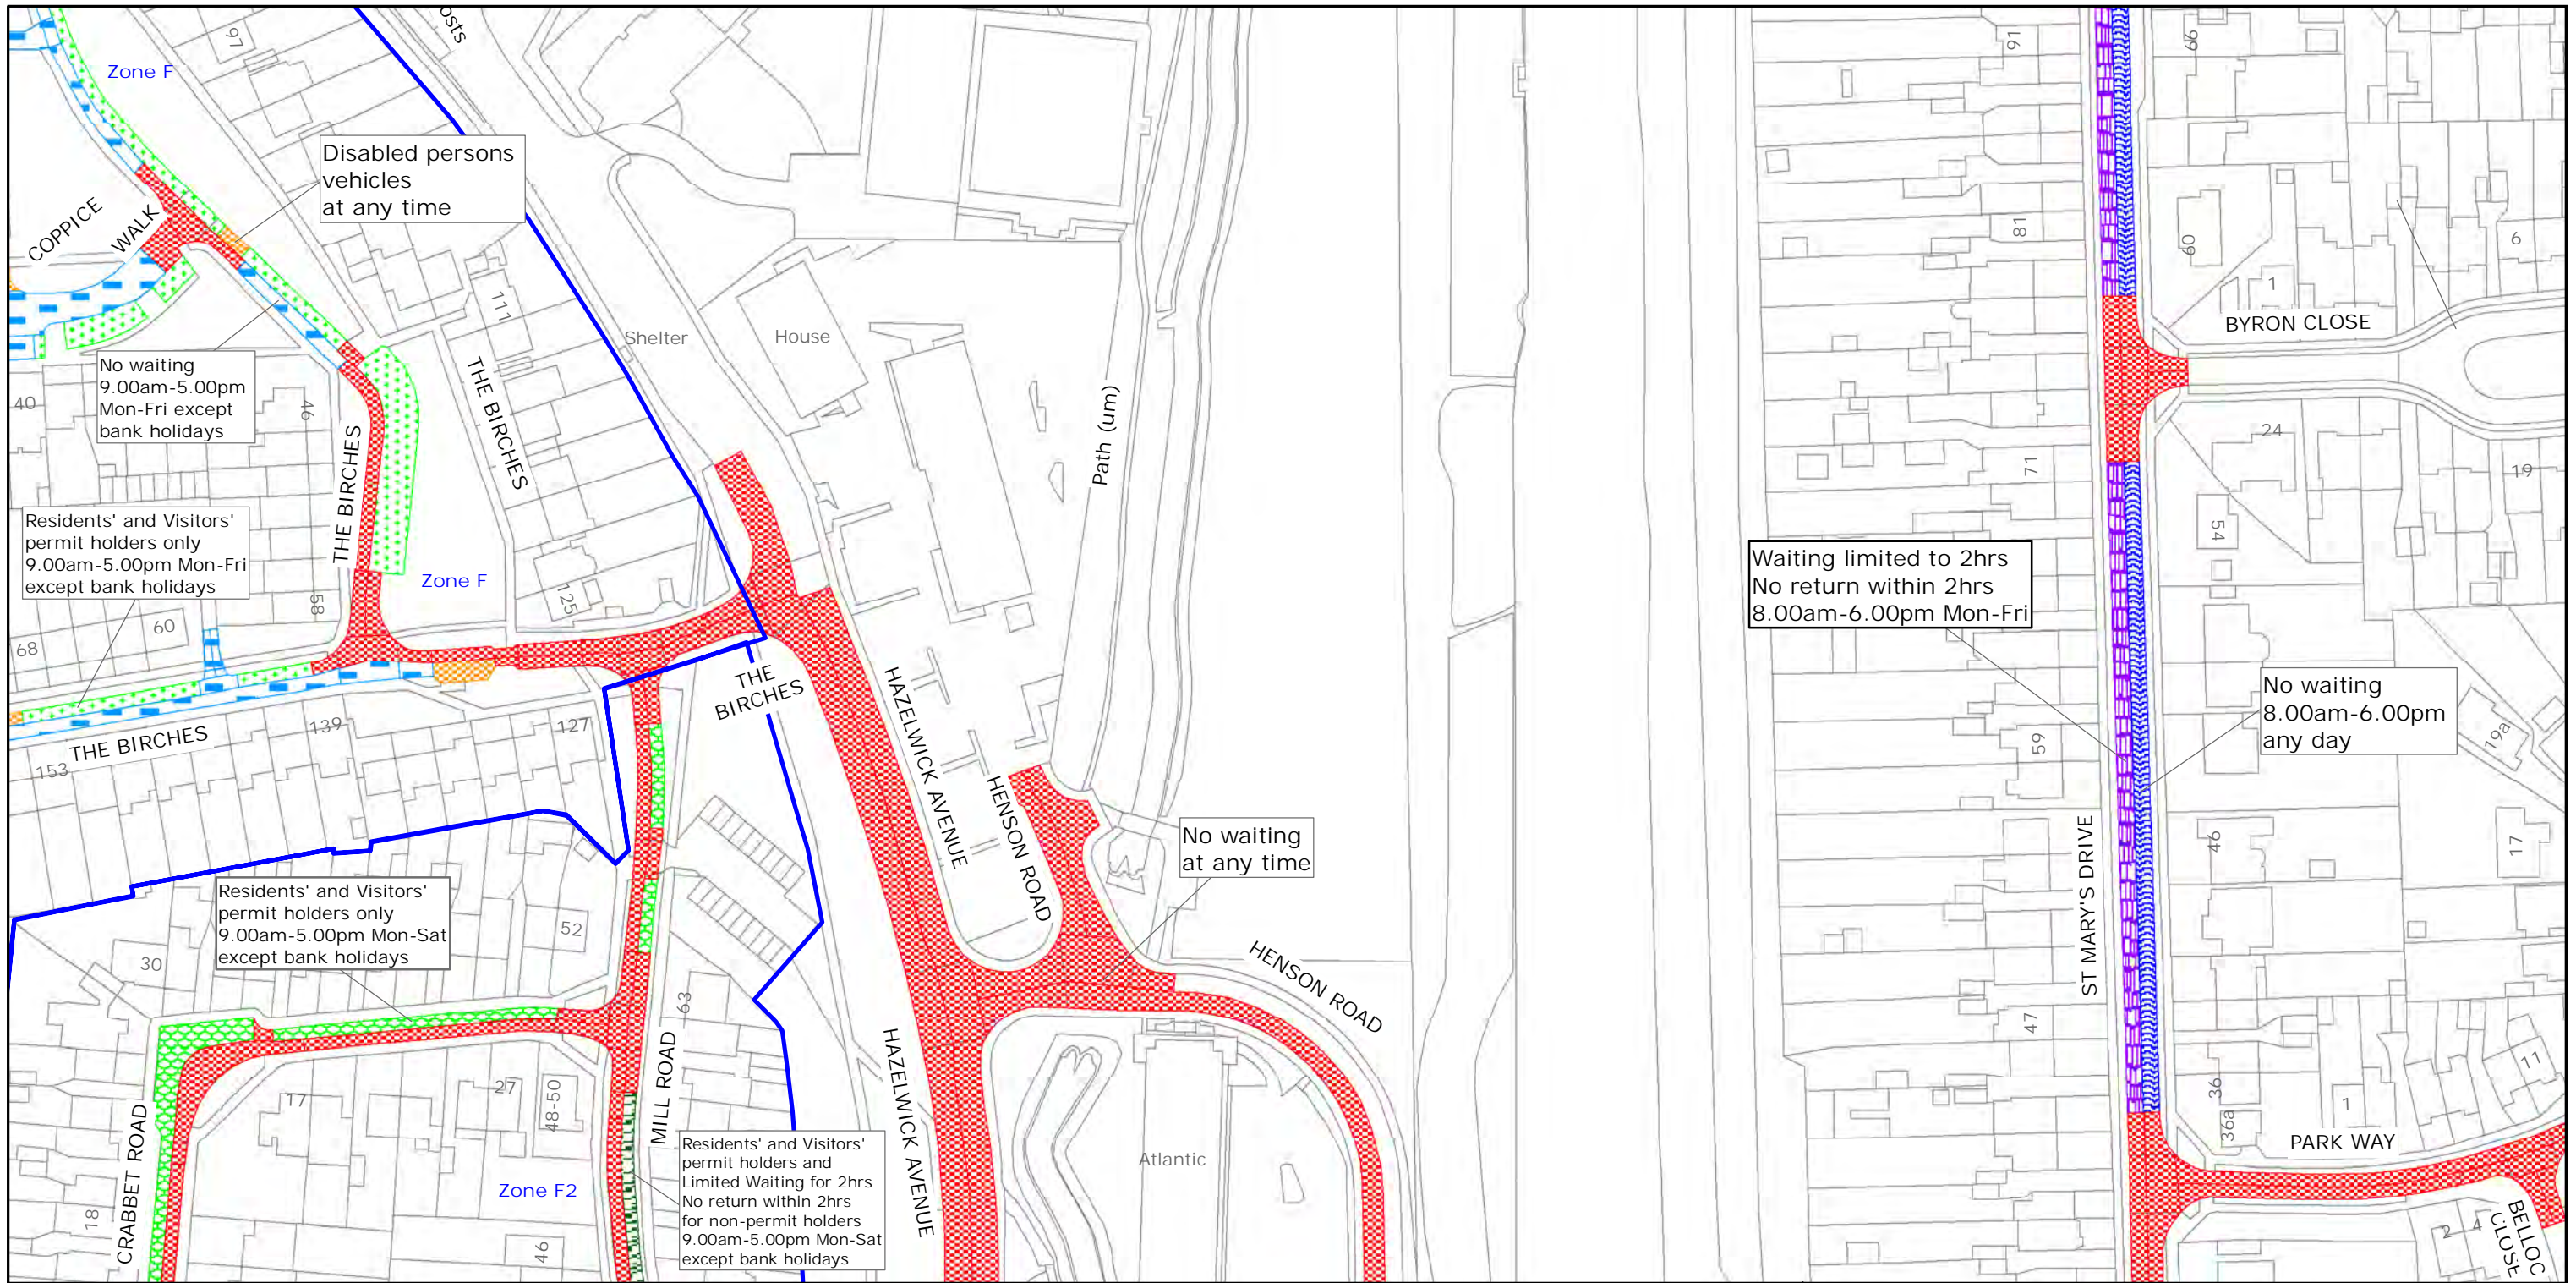 osts
97
Zone F
Disabled persons
vehicles
at any time
COPPICE
WALK
111
Shelter
House
No waiting
9.00am-5.00pm
Mon-Fri except
bank holidays
40
46
THE BIRCHES
THE BIRCHES
Path (um)
Residents' and Visitors'
permit holders only
9.00am-5.00pm Mon-Fri
except bank holidays
Zone F
125
58
60
68
THE
BIRCHES
THE BIRCHES
139
127
153
HAZELWICK AVENUE
HENSON ROAD
No waiting
at any time
Residents' and Visitors'
permit holders only
9.00am-5.00pm Mon-Sat
except bank holidays
52
30
63
HENSON ROAD
MILL ROAD
HAZELWICK AVENUE
17
27
48-50
CRABBET ROAD
18
Zone F2
46
Residents' and Visitors'
permit holders and
Limited Waiting for 2hrs
No return within 2hrs
for non-permit holders
9.00am-5.00pm Mon-Sat
except bank holidays
Atlantic
91
66
81
60
6
1
BYRON CLOSE
24
71
19
54
Waiting limited to 2hrs
No return within 2hrs
8.00am-6.00pm Mon-Fri
No waiting
8.00am-6.00pm
any day
59
19a
ST MARY'S DRIVE
46
17
47
36
36a
1
11
PARK WAY
2
4
BELLOC
CLOSE